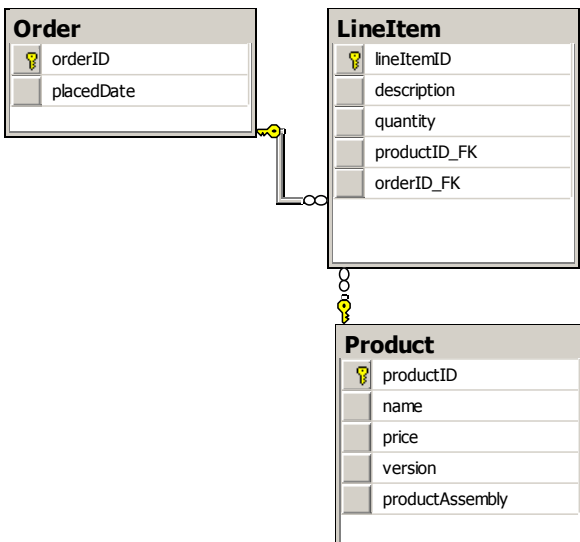 Order
orderID
placedDate
LineItem
lineItemID
description
quantity
productID_FK
orderID_FK
Product
productID
name
price
version
productAssembly